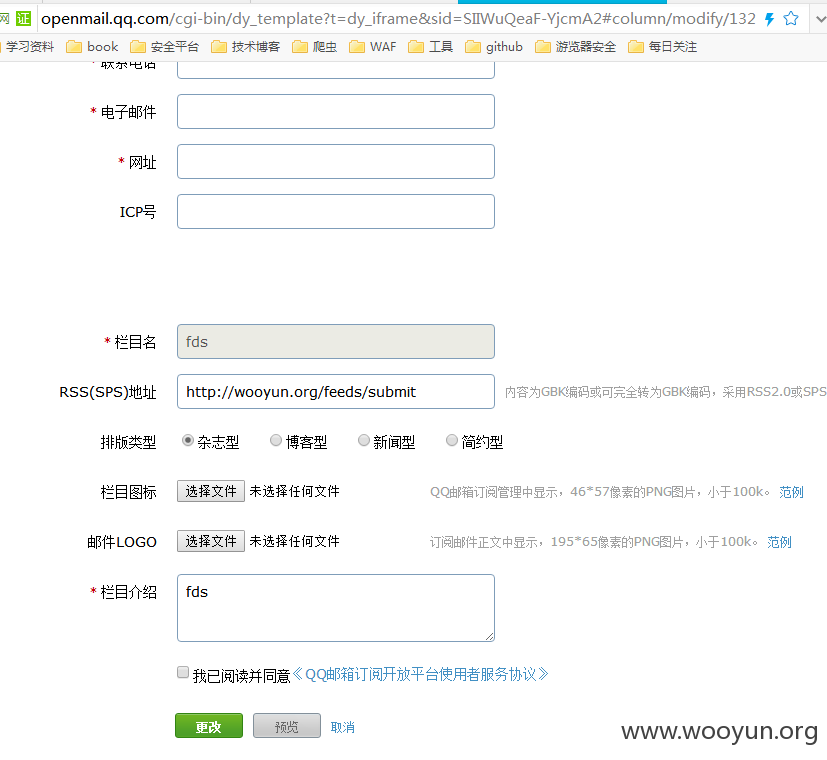 网 证 openmail.qq.com/cgi-bin/dy_template?t=dy_iframe&sid=SIIWuQeaF-YjcmA2#column/modify/132
学习资料 book 安全平台 技术博客 爬虫 WAF 工具 github 游览器安全 每日关注
* 联系电话
* 电子邮件
* 网址
ICP号
* 栏目名 fds
RSS(SPS)地址 http://wooyun.org/feeds/submit 内容为GBK编码或可完全转为GBK编码，采用RSS2.0或SPS
排版类型 杂志型 博客型 新闻型 简约型
栏目图标 选择文件 未选择任何文件 QQ邮箱订阅管理中显示，46*57像素的PNG图片，小于100k。 范例
邮件LOGO 选择文件 未选择任何文件 订阅邮件正文中显示，195*65像素的PNG图片，小于100k。 范例
* 栏目介绍 fds
我已阅读并同意《QQ邮箱订阅开放平台使用者服务协议》
更改 预览 取消
www.wooyun.org